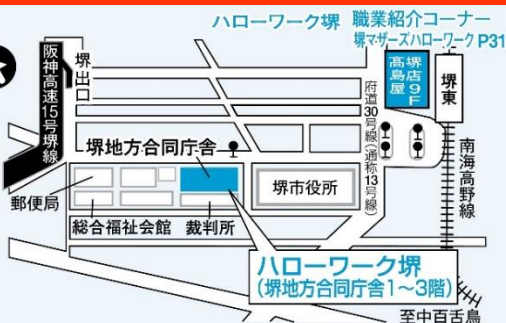 ハローワーク堺 職業紹介コーナー
堺マザーズハローワーク P31
阪神高速15号堺線
堺出口
髙島屋
堺店9F
堺東
府道30号線(通称13号線)
南海高野線
堺地方合同庁舎
郵便局
総合福祉会館
裁判所
堺市役所
ハローワーク堺
(堺地方合同庁舎1~3階)
至中百舌鳥